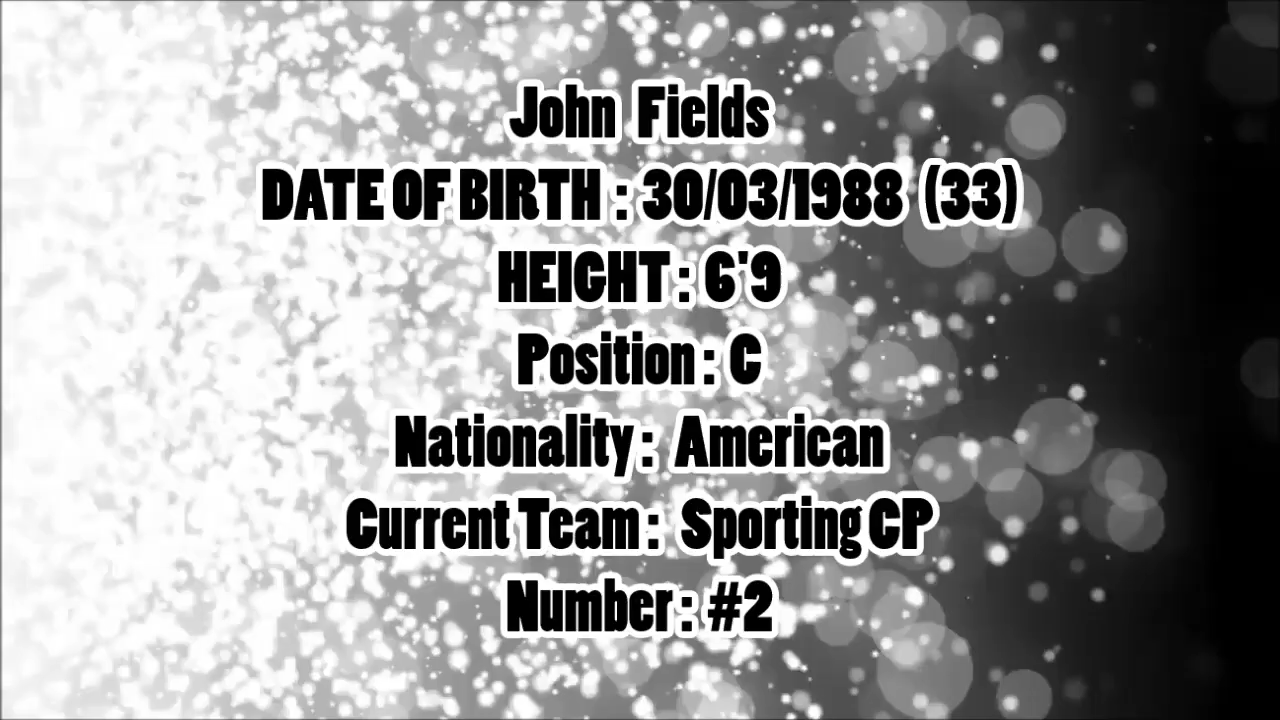 John Fields
DATE OF BIRTH : 30/03/1988 (33)
HEIGHT : 6'9
Position : C
Nationality : American
Current Team : Sporting CP
Number : #2